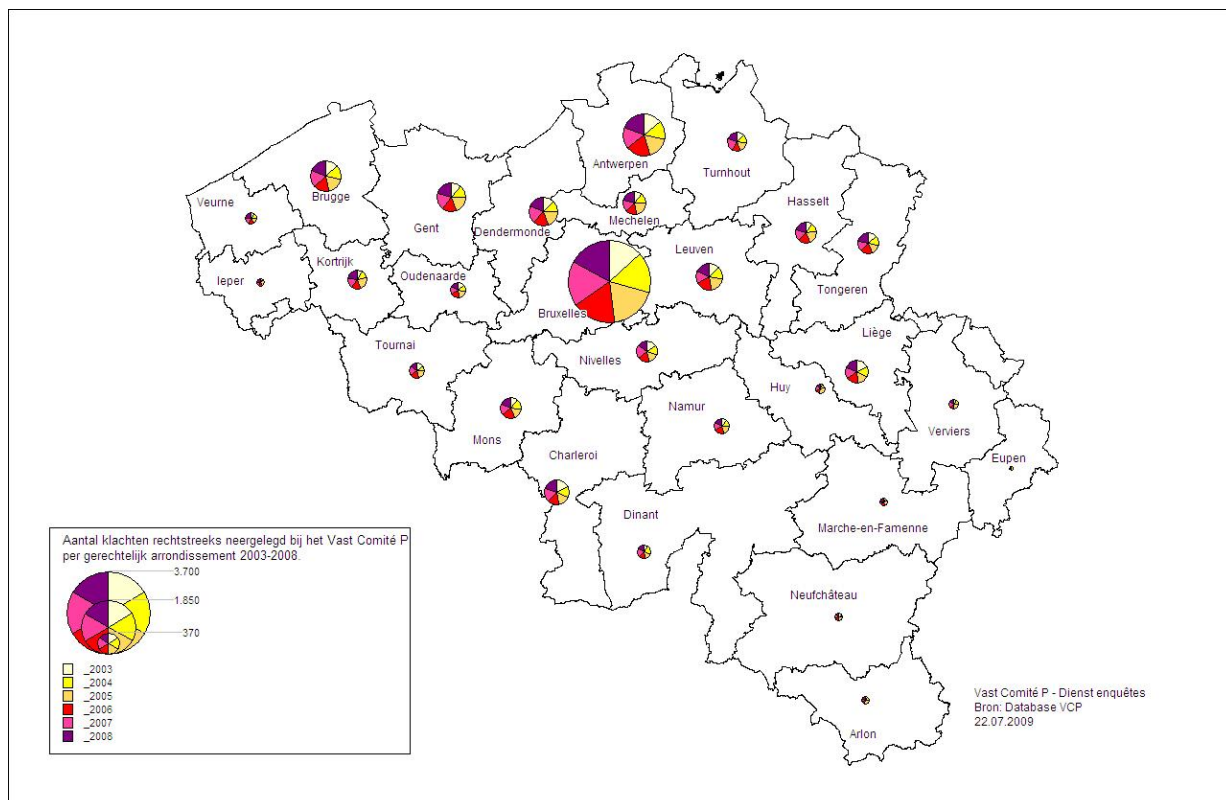 Antwerpen
Turnhout
Hasselt
Veurne
Brugge
Mechelen
Gent
Dendermonde
Leuven
Kortrijk
Oudenaarde
Ieper
Tongeren
Bruxelles
Liège
Tournai
Nivelles
Huy
Namur
Verviers
Mons
Charleroi
Eupen
Dinant
Marche-en-Famenne
Neufchâteau
Arlon
Aantal klachten rechtstreeks neergelegd bij het Vast Comité P
per gerechtelijk arrondissement 2003-2008.
3.700
1.850
370
_2003
_2004
_2005
_2006
_2007
_2008
Vast Comité P - Dienst enquêtes
Bron: Database VCP
22.07.2009